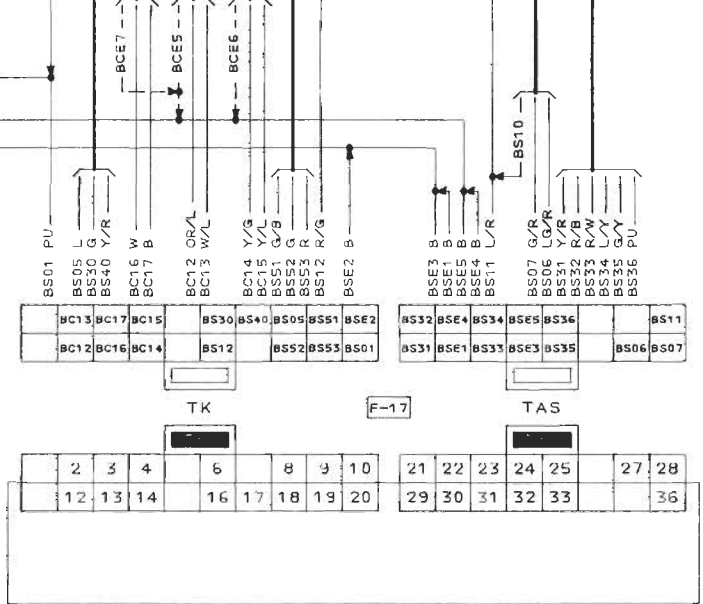 BCE7
BCE5
BCE6
BS10
BS01 PU
BS05 L
BS30 G
BS40 Y/R
BC16 W
BC17 B
BC12 OR/L
BC13 W/L
BC14 Y/G
BC15 Y/L
BS51 G/B
BS52 G
BS53 R
BS12 R/G
BSE2 B
BSE3 B
BSE1 B
BSE5 B
BSE4 B
BS11 L/R
BS07 G/R
BS06 LG/R
BS31 Y/R
BS32 R/B
BS33 R/W
BS34 L/Y
BS35 G/Y
BS36 PU
BC13 BC17 BC15 BS30 BS40 BS05 BS51 BSE2 BS32 BSE4 BS34 BSE5 BS36 BS11
BC12 BC16 BC14 BS12 BS52 BS53 BS01 BS31 BSE1 BS33 BSE3 BS35 BS06 BS07
TK F-17 TAS
2 3 4 6 8 9 10 21 22 23 24 25 27 28
12 13 14 16 17 18 19 20 29 30 31 32 33 36